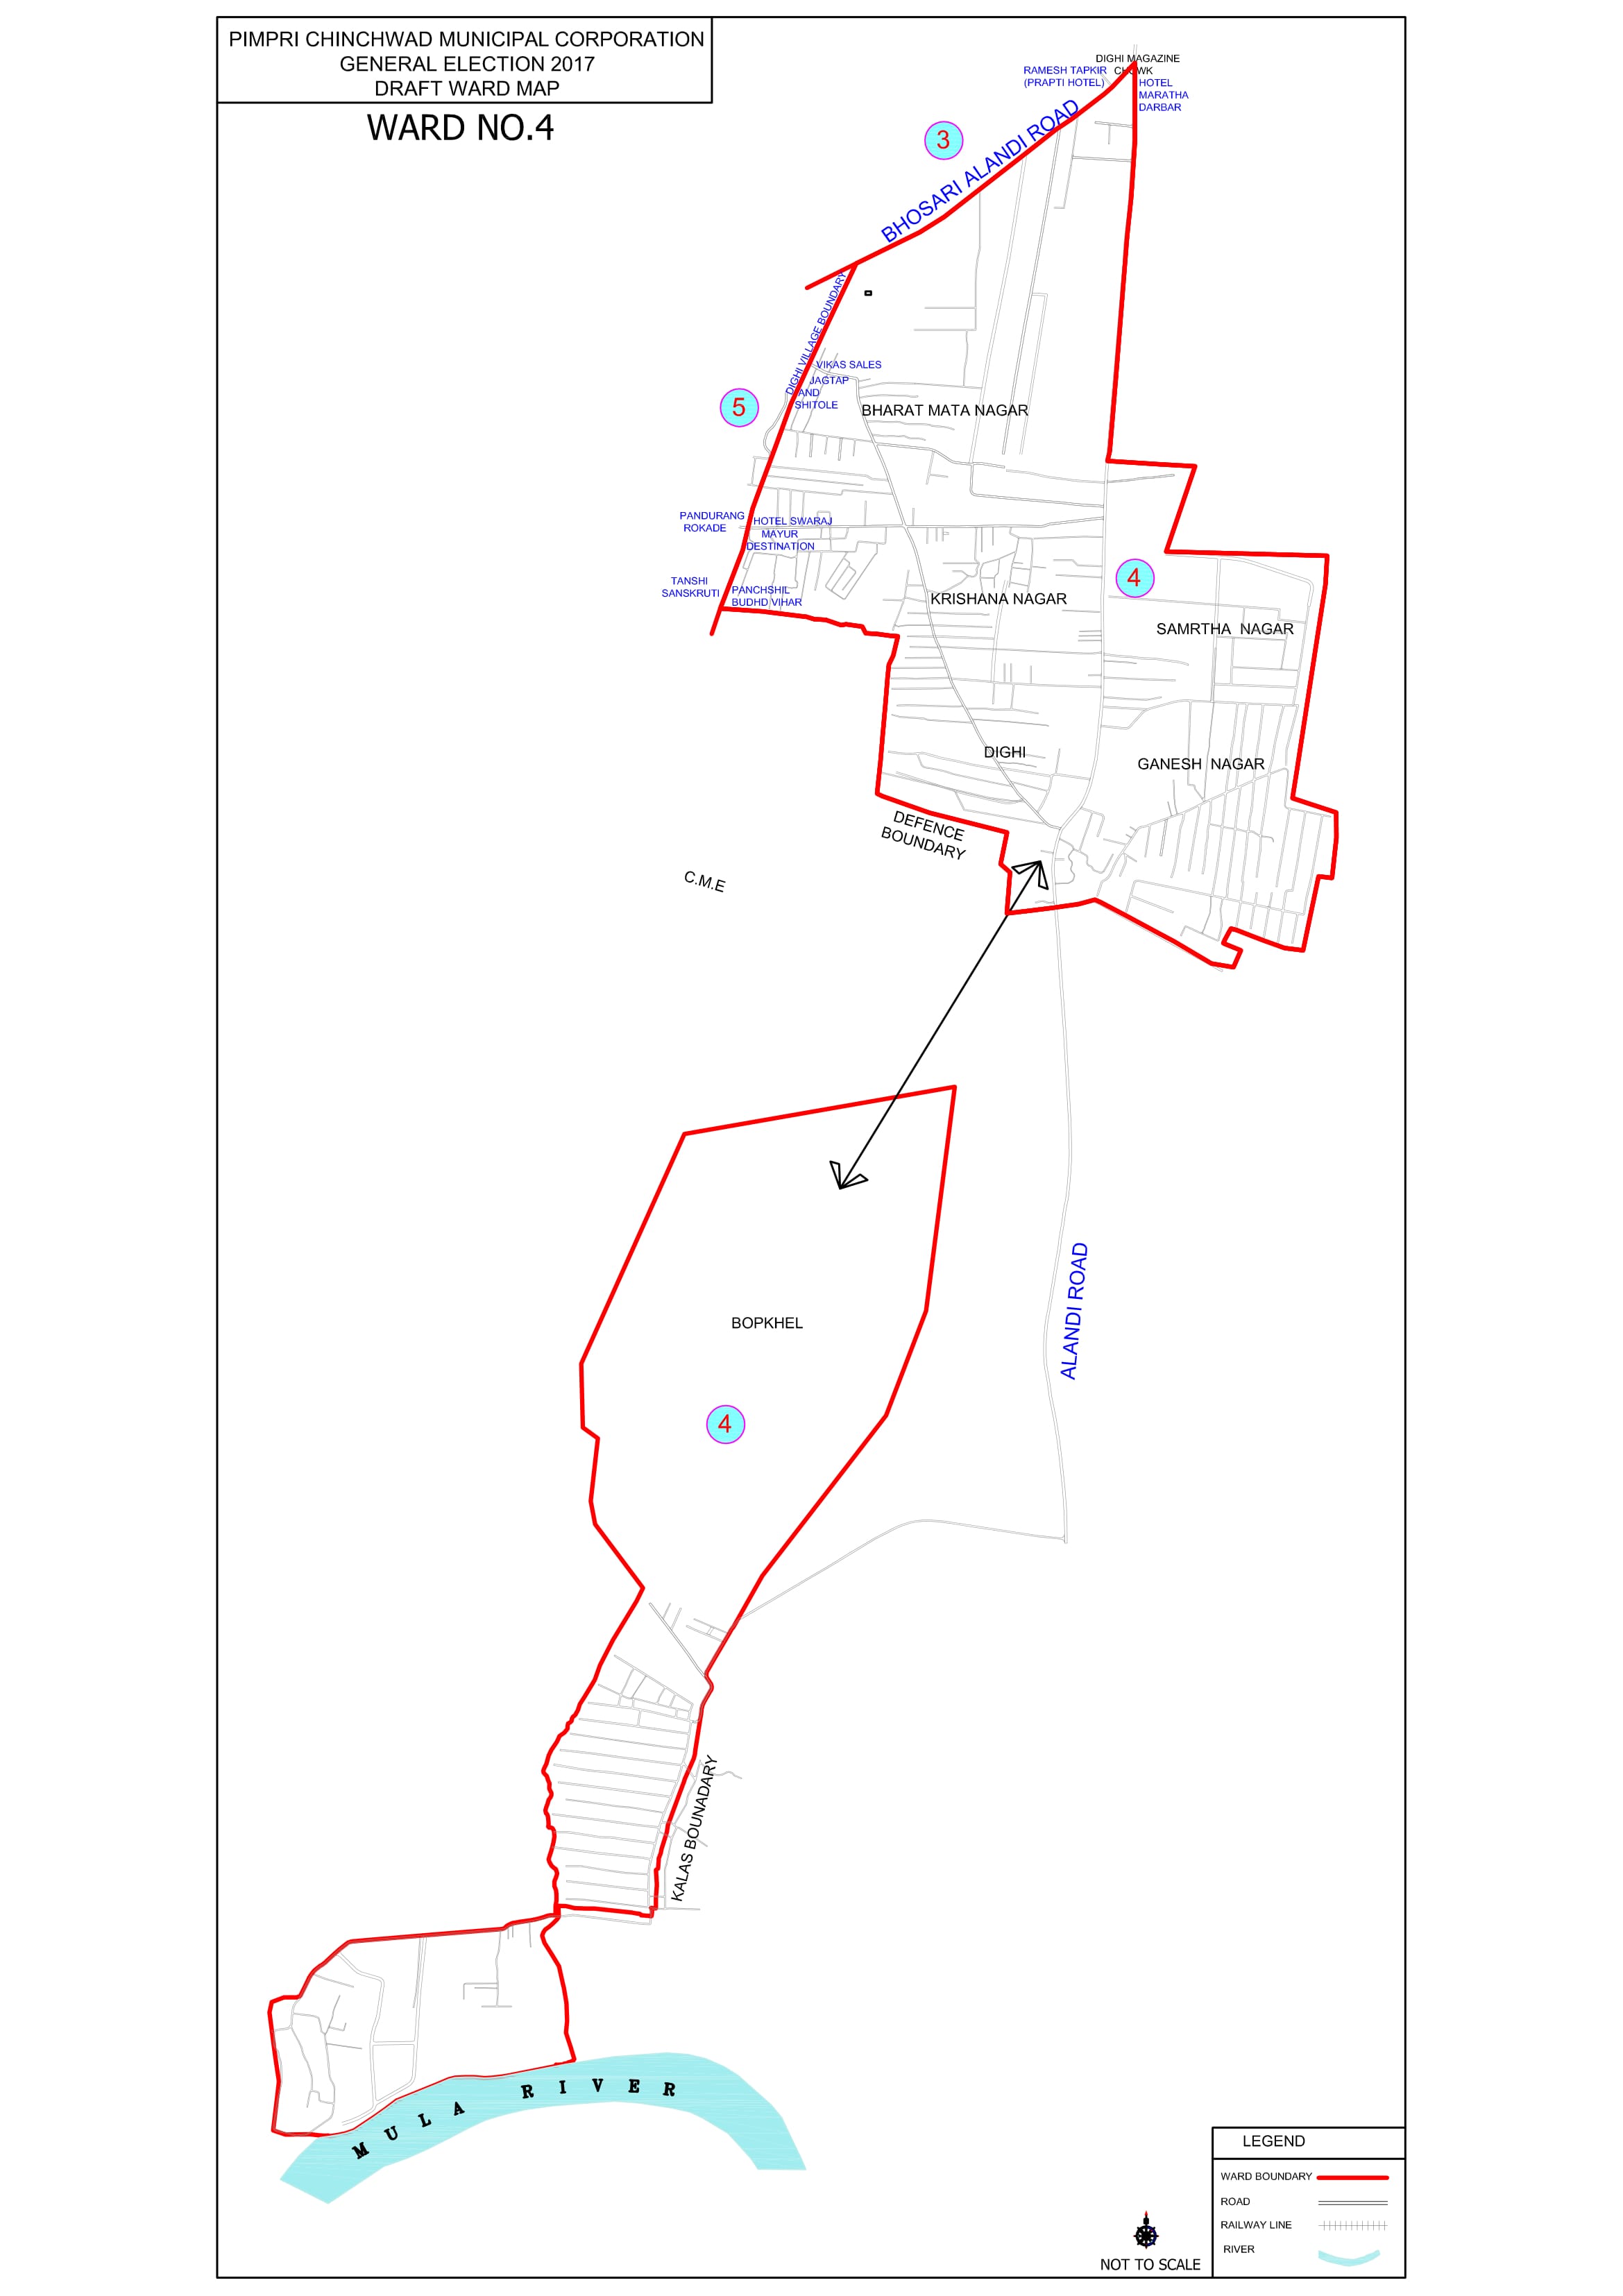 PIMPRI CHINCHWAD MUNICIPAL CORPORATION
GENERAL ELECTION 2017
DRAFT WARD MAP
WARD NO.4
DIGHI MAGAZINE
CHOWK
RAMESH TAPKIR
(PRAPTI HOTEL)
HOTEL
MARATHA
DARBAR
3
BHOSARI ALANDI ROAD
DIGHI VILLAGE BOUNDARY
VIKAS SALES
JAGTAP
AND
SHITOLE
5
BHARAT MATA NAGAR
PANDURANG
ROKADE
HOTEL SWARAJ
MAYUR
DESTINATION
TANSHI
SANSKRUTI
PANCHSHIL
BUDHD VIHAR
4
KRISHANA NAGAR
SAMRTHA NAGAR
DIGHI
GANESH NAGAR
DEFENCE
BOUNDARY
C.M.E
ALANDI ROAD
BOPKHEL
4
KALAS BOUNADARY
MULA RIVER
LEGEND
WARD BOUNDARY
ROAD
RAILWAY LINE
RIVER
NOT TO SCALE